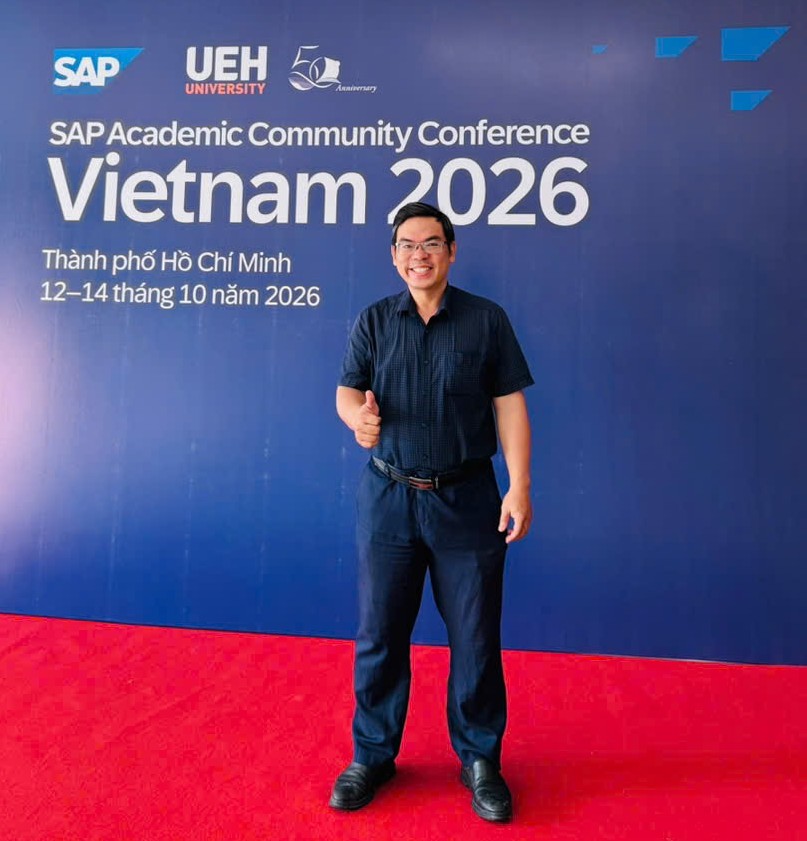 SAP
UEH
UNIVERSITY
50
Anniversary
SAP Academic Community Conference
Vietnam 2026
Thành phố Hồ Chí Minh
12–14 tháng 10 năm 2026